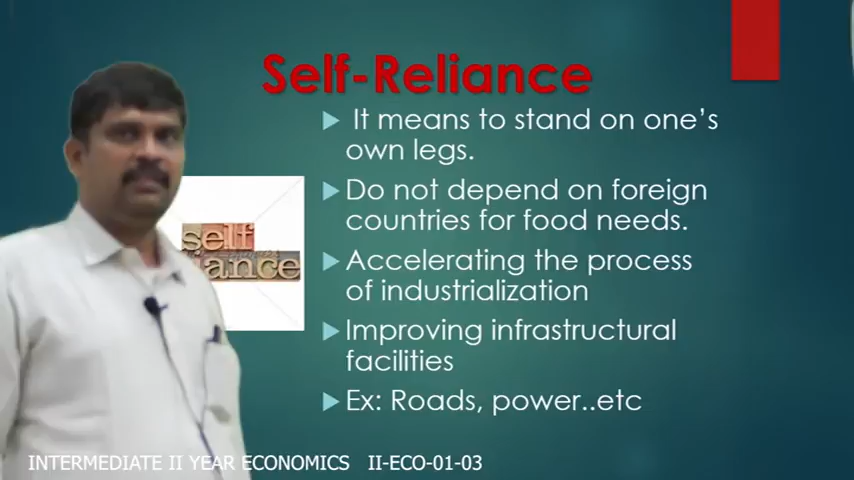 Self-Reliance
It means to stand on one's
own legs.
Do not depend on foreign
countries for food needs.
Accelerating the process
of industrialization
Improving infrastructural
facilities
Ex: Roads, power..etc
self
iance
INTERMEDIATE II YEAR ECONOMICS II-ECO-01-03